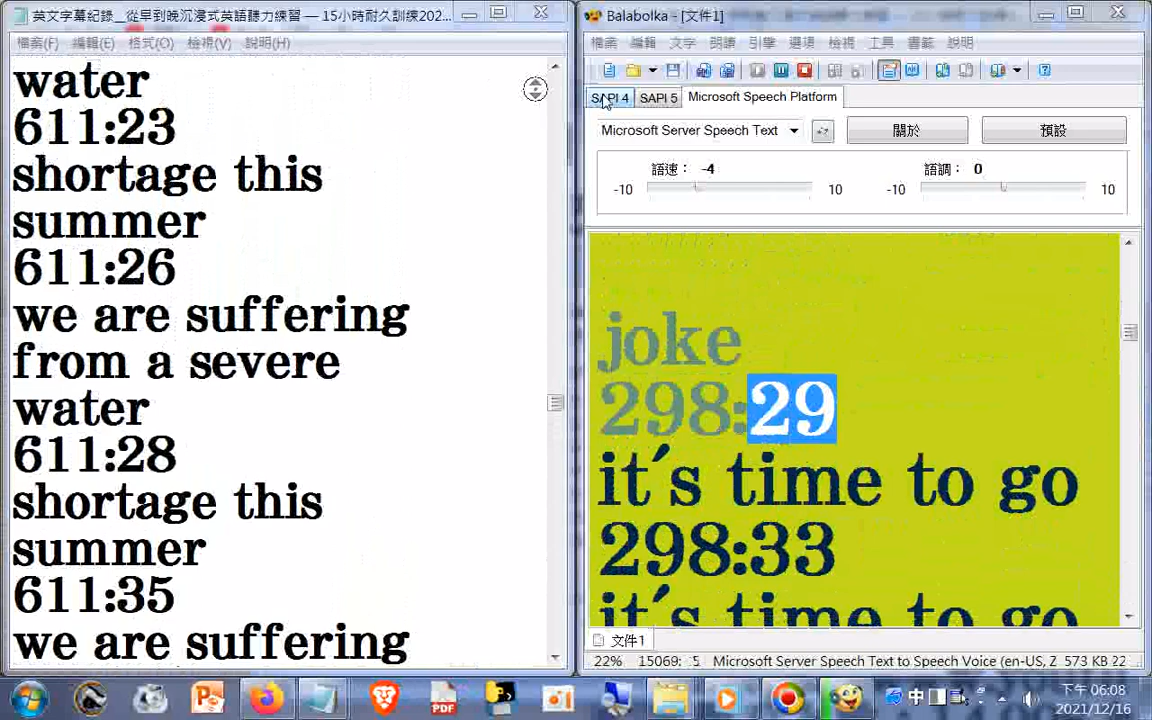 英文字幕紀錄__從早到晚沉浸式英語聽力練習 — 15小時耐久訓練202...
檔案(F) 編輯(E) 格式(O) 檢視(V) 說明(H)
water
611:23
shortage this
summer
611:26
we are suffering
from a severe
water
611:28
shortage this
summer
611:35
we are suffering
Balabolka - [文件1]
檔案 編輯 文字 朗讀 引擎 選項 檢視 工具 書籤 說明
SAPI 4 SAPI 5 Microsoft Speech Platform
Microsoft Server Speech Text 關於 預設
語速： -4 語調： 0
-10 10 -10 10
joke
298:29
it's time to go
298:33
it's time to go
文件1
22% 15069: Microsoft Server Speech Text to Speech Voice (en-US, Z 573 KB 22
PDF
中
下午 06:08
2021/12/16